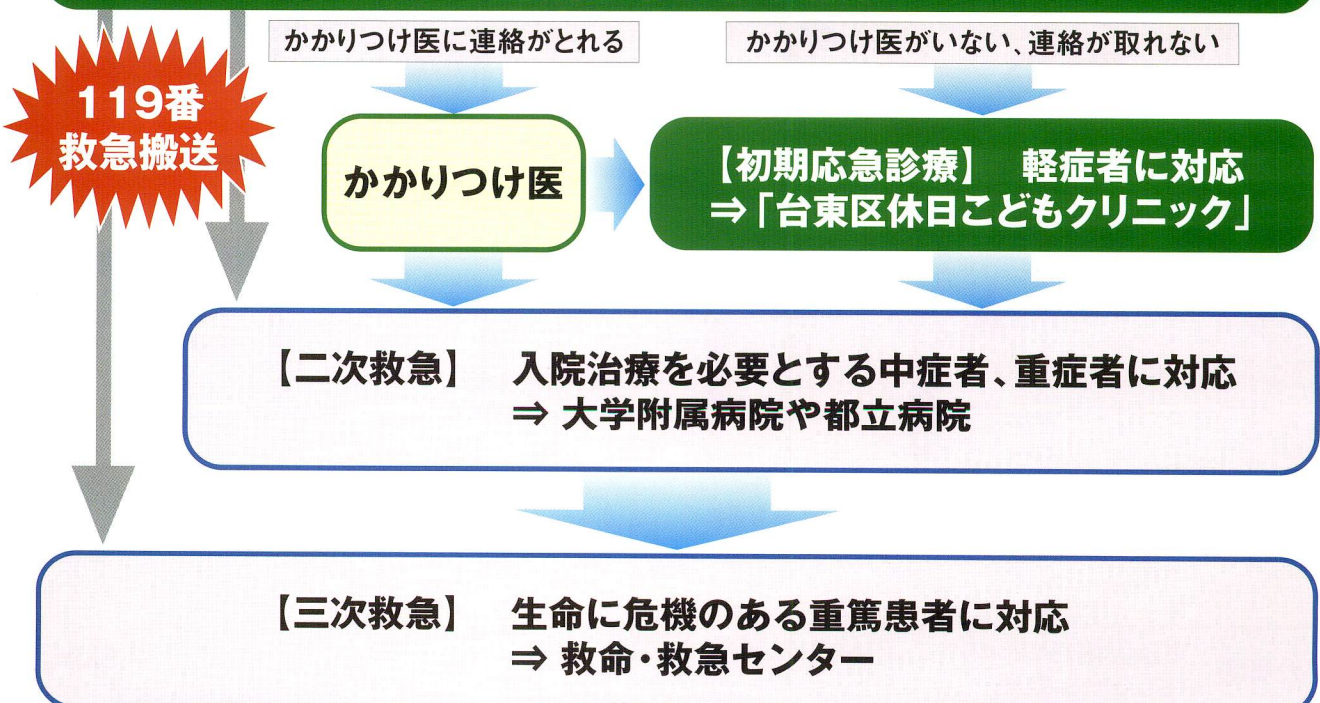 かかりつけ医に連絡がとれる
かかりつけ医がいない、連絡が取れない
119番
救急搬送
かかりつけ医
【初期応急診療】　軽症者に対応
⇒「台東区休日こどもクリニック」
【二次救急】　入院治療を必要とする中症者、重症者に対応
⇒ 大学附属病院や都立病院
【三次救急】　生命に危機のある重篤患者に対応
⇒ 救命・救急センター